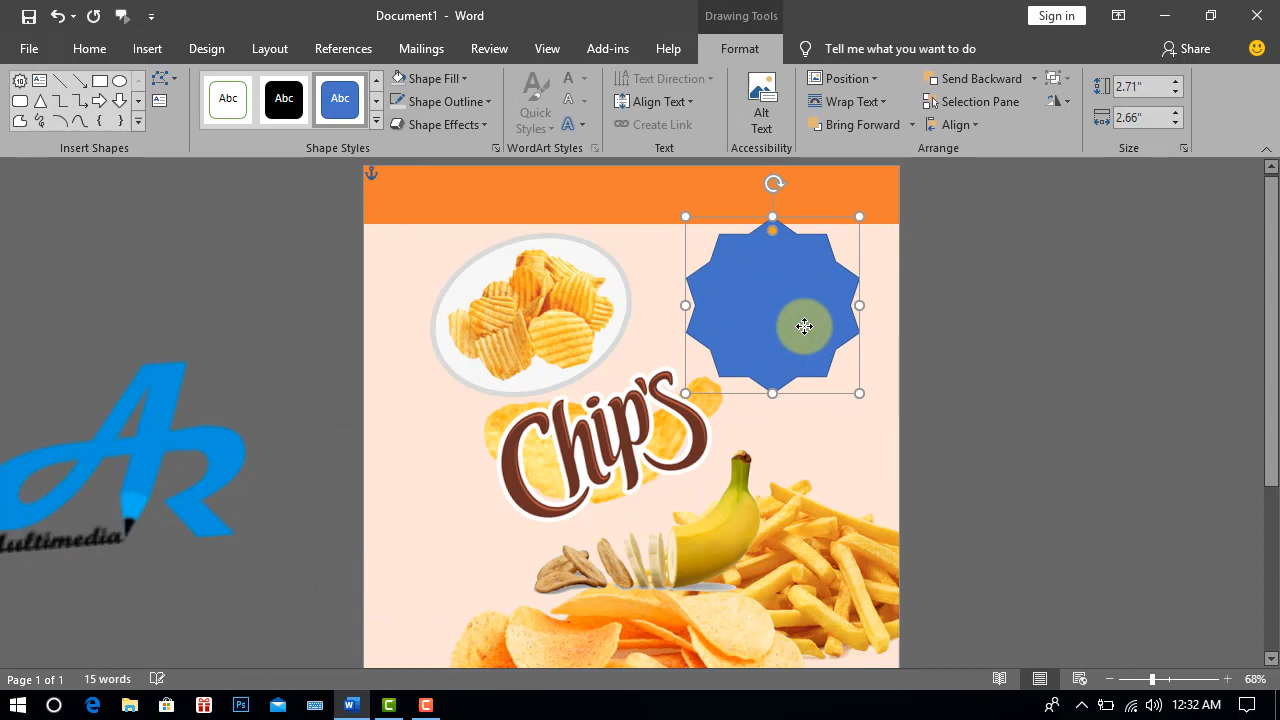 Document1 - Word
Drawing Tools
Sign in
File
Home
Insert
Design
Layout
References
Mailings
Review
View
Add-ins
Help
Format
Tell me what you want to do
Share
Abc
Abc
Abc
Shape Fill
Shape Outline
Shape Effects
Quick
Styles
A
A
A
A
Text Direction
Align Text
Create Link
Alt
Text
Position
Wrap Text
Bring Forward
Send Backward
Selection Pane
Align
2.71"
2.66"
Insert Shapes
Shape Styles
WordArt Styles
Text
Accessibility
Arrange
Size
Chip's
AR
Multimedia
Page 1 of 1
15 words
68%
12:32 AM